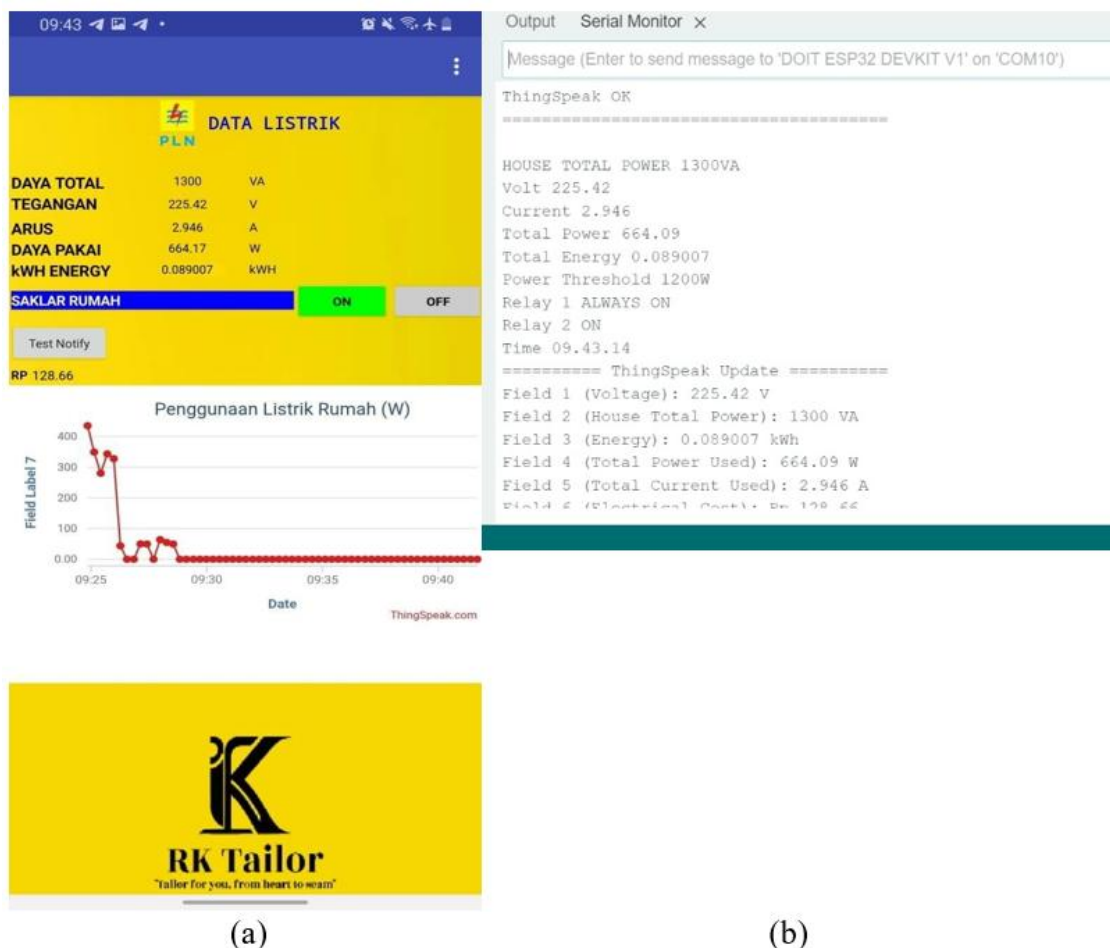 09:43
DATA LISTRIK
PLN
DAYA TOTAL 1300 VA
TEGANGAN 225.42 V
ARUS 2.946 A
DAYA PAKAI 664.17 W
kWH ENERGY 0.089007 kWH
SAKLAR RUMAH ON OFF
Test Notify
RP 128.66
Penggunaan Listrik Rumah (W)
Field Label 7
400
300
200
100
0.00
09:25 09:30 09:35 09:40
Date
ThingSpeak.com
RK Tailor
"Tailor for you, from heart to seam"
(a)
Output Serial Monitor ×
Message (Enter to send message to 'DOIT ESP32 DEVKIT V1' on 'COM10')
ThingSpeak OK
=======================================
HOUSE TOTAL POWER 1300VA
Volt 225.42
Current 2.946
Total Power 664.09
Total Energy 0.089007
Power Threshold 1200W
Relay 1 ALWAYS ON
Relay 2 ON
Time 09.43.14
========== ThingSpeak Update ==========
Field 1 (Voltage): 225.42 V
Field 2 (House Total Power): 1300 VA
Field 3 (Energy): 0.089007 kWh
Field 4 (Total Power Used): 664.09 W
Field 5 (Total Current Used): 2.946 A
Field 6 (Electrical Cost): Rp 128.66
(b)